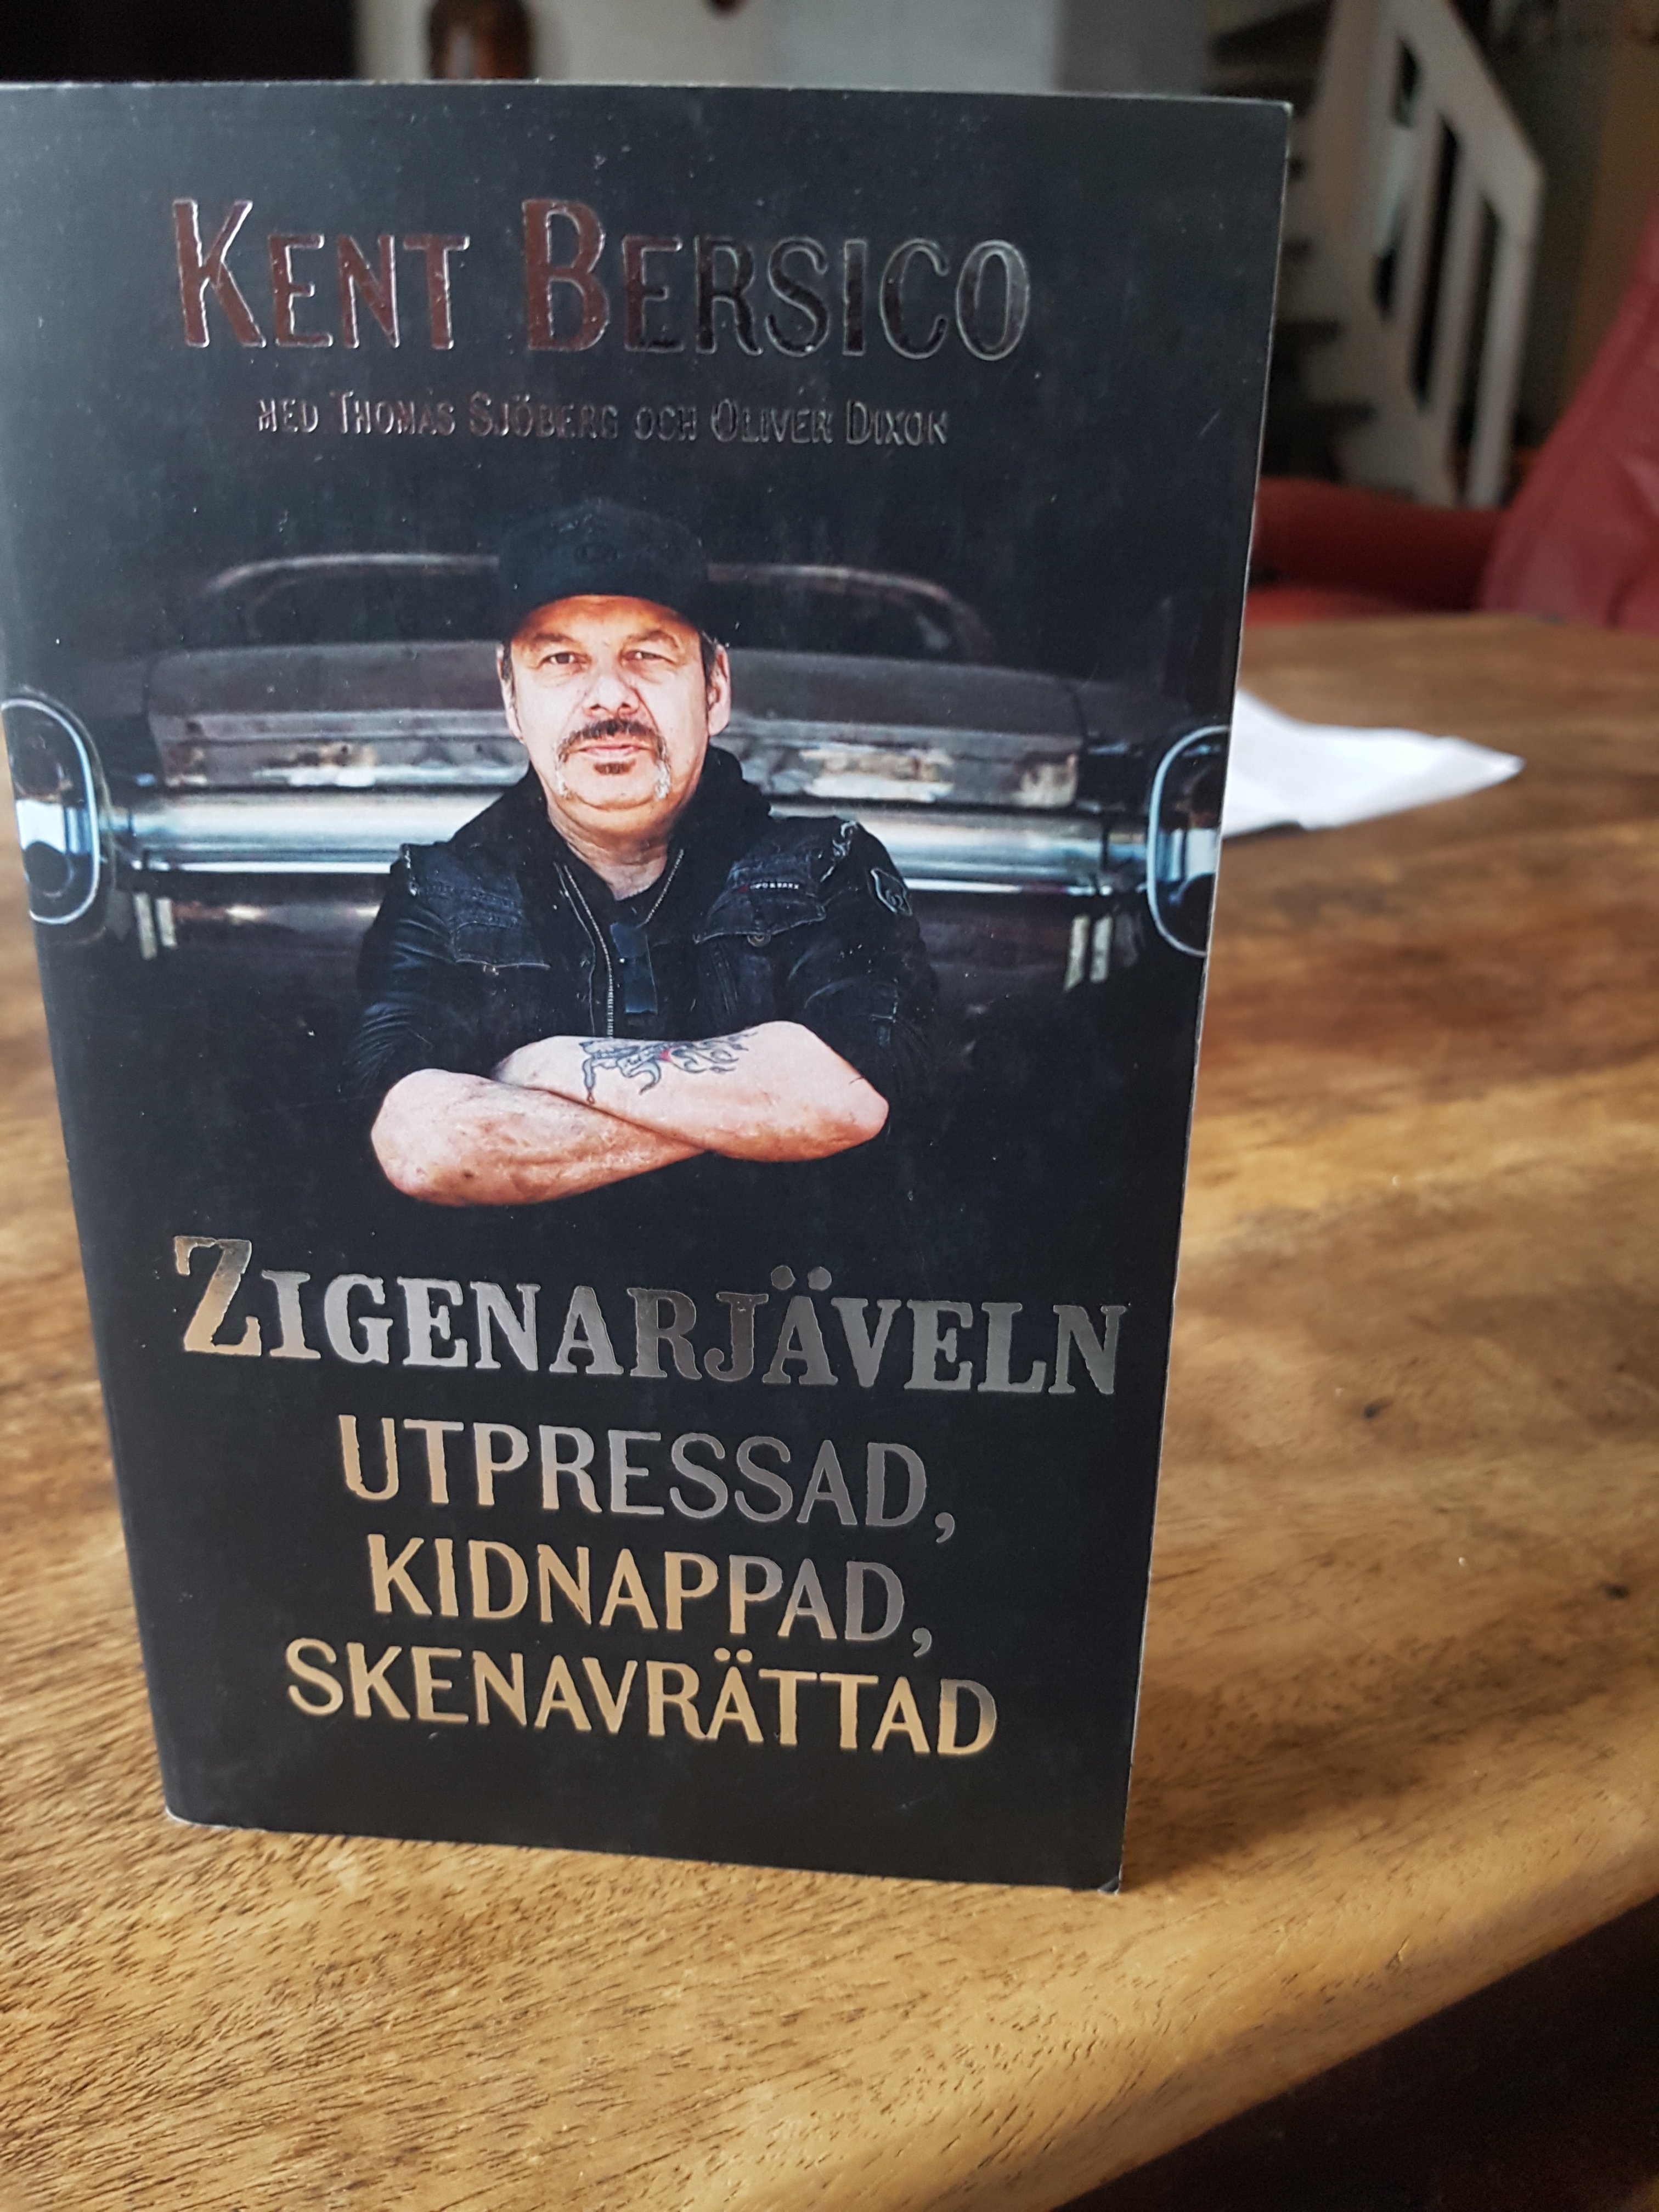 KENT BERSICO
MED THOMAS SJÖBERG OCH OLIVER DIXON
ZIGENARJÄVELN
UTPRESSAD,
KIDNAPPAD,
SKENAVRÄTTAD